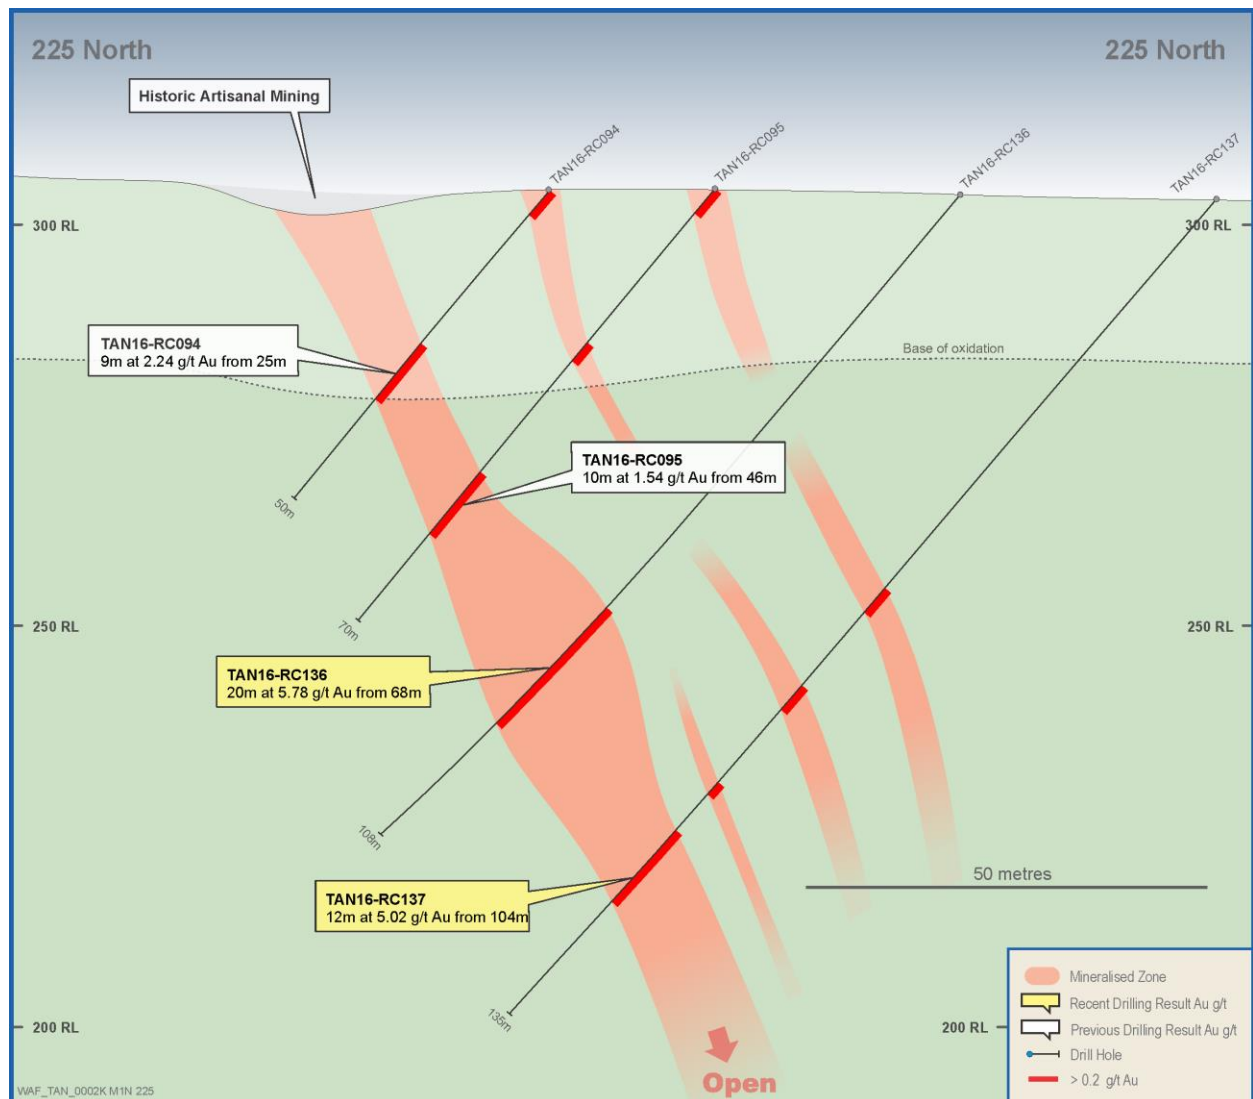 225 North
225 North
Historic Artisanal Mining
TAN16-RC094
TAN16-RC095
TAN16-RC136
TAN16-RC137
300 RL
300 RL
TAN16-RC094
9m at 2.24 g/t Au from 25m
Base of oxidation
TAN16-RC095
10m at 1.54 g/t Au from 46m
50m
70m
250 RL
250 RL
TAN16-RC136
20m at 5.78 g/t Au from 68m
108m
50 metres
TAN16-RC137
12m at 5.02 g/t Au from 104m
135m
200 RL
200 RL
Open
Mineralised Zone
Recent Drilling Result Au g/t
Previous Drilling Result Au g/t
Drill Hole
> 0.2 g/t Au
WAF_TAN_0002K M1N 225